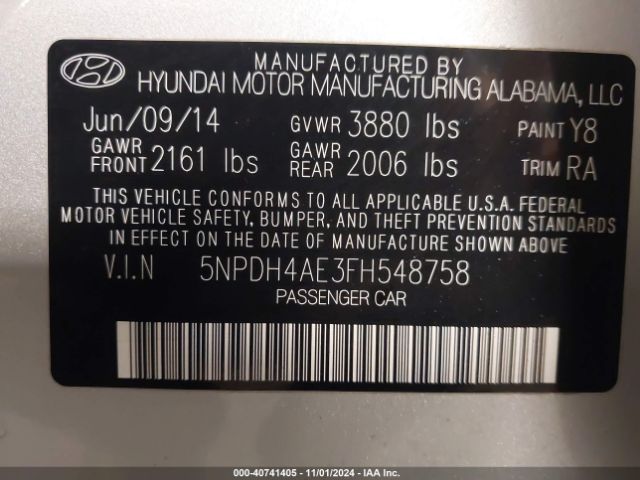 MANUFACTURED BY
HYUNDAI MOTOR MANUFACTURING ALABAMA, LLC
Jun/09/14 GVWR 3880 lbs PAINT Y8
GAWR FRONT 2161 lbs GAWR REAR 2006 lbs TRIM RA
THIS VEHICLE CONFORMS TO ALL APPLICABLE U.S.A. FEDERAL
MOTOR VEHICLE SAFETY, BUMPER, AND THEFT PREVENTION STANDARDS
IN EFFECT ON THE DATE OF MANUFACTURE SHOWN ABOVE
V.I.N 5NPDH4AE3FH548758
PASSENGER CAR
000-40741405 - 11/01/2024 - IAA Inc.